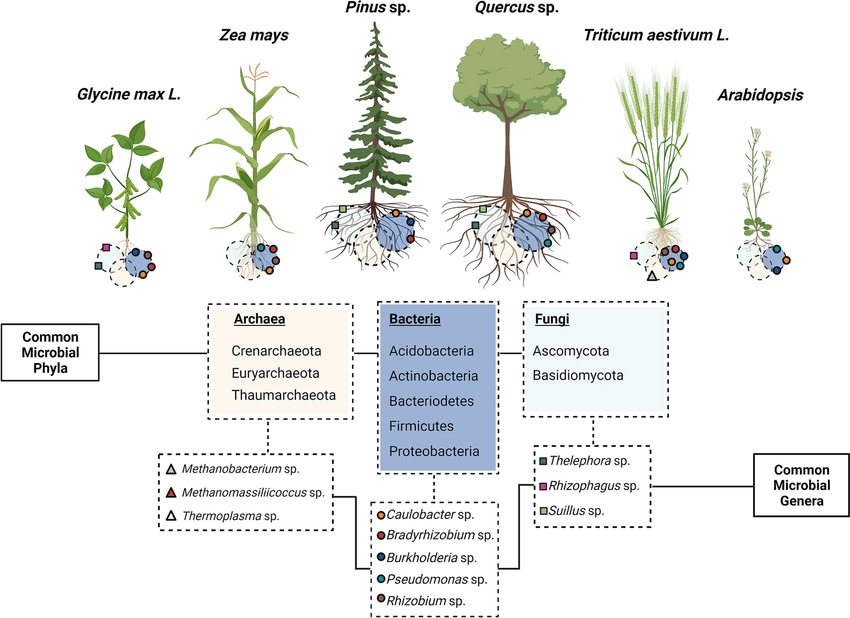 Pinus sp.
Quercus sp.
Zea mays
Triticum aestivum L.
Glycine max L.
Arabidopsis
Common
Microbial
Phyla
Archaea
Crenarchaeota
Euryarchaeota
Thaumarchaeota
Bacteria
Acidobacteria
Actinobacteria
Bacteriodetes
Firmicutes
Proteobacteria
Fungi
Ascomycota
Basidiomycota
Methanobacterium sp.
Methanomassiliicoccus sp.
Thermoplasma sp.
Caulobacter sp.
Bradyrhizobium sp.
Burkholderia sp.
Pseudomonas sp.
Rhizobium sp.
Thelephora sp.
Rhizophagus sp.
Suillus sp.
Common
Microbial
Genera